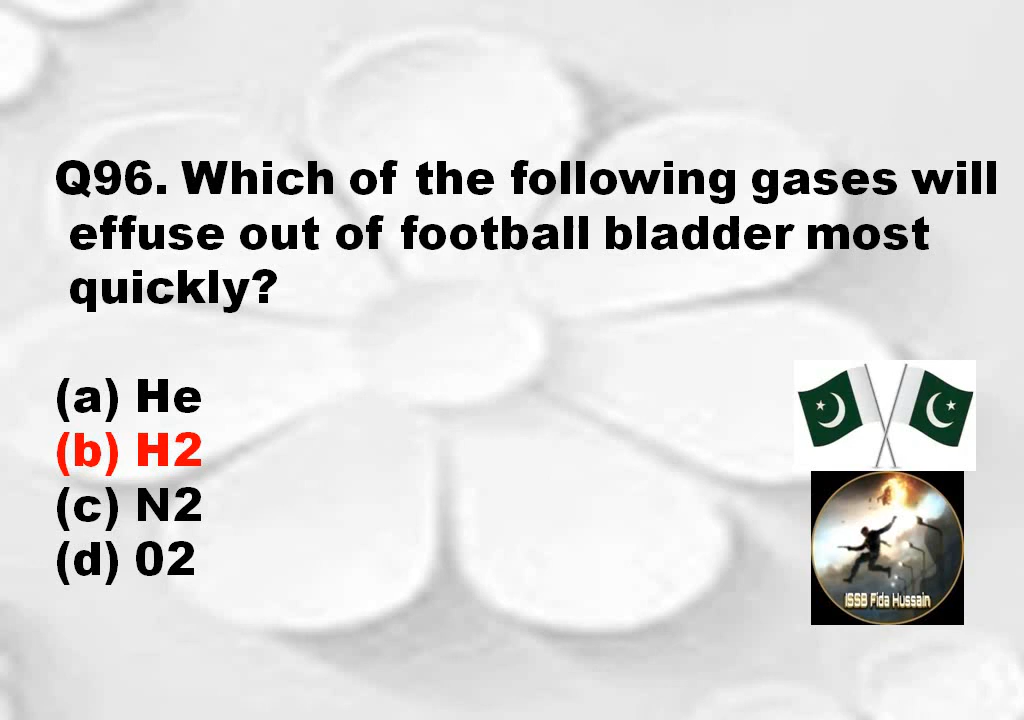 Q96. Which of the following gases will
effuse out of football bladder most
quickly?
(a) He
(b) H2
(c) N2
(d) 02
ISSB Fida Hussain